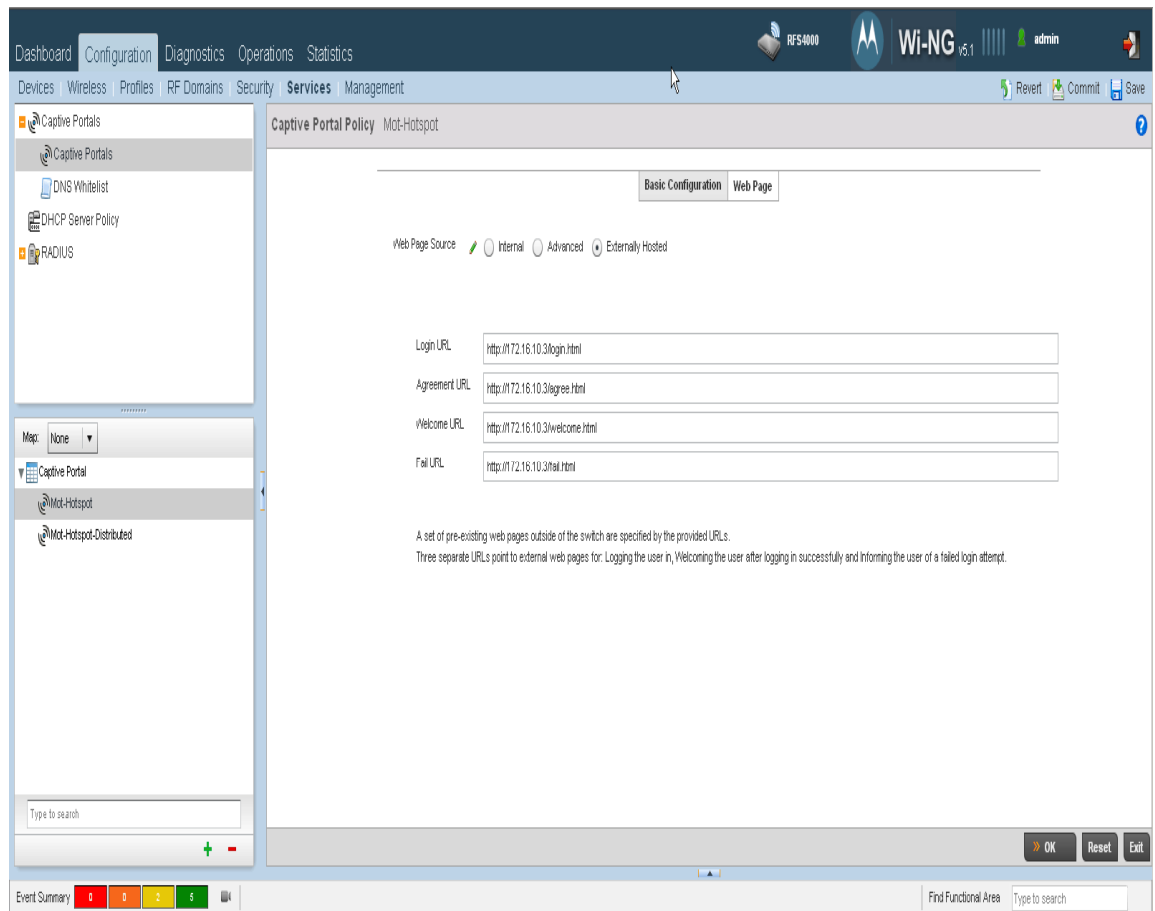 RFS4000
Wi-NG v5.1
admin
Dashboard Configuration Diagnostics Operations Statistics
Devices Wireless Profiles RF Domains Security Services Management
Revert Commit Save
Captive Portals
Captive Portals
DNS Whitelist
DHCP Server Policy
RADIUS
Map: None
Captive Portal
Mot-Hotspot
Mot-Hotspot-Distributed
Type to search
Captive Portal Policy Mot-Hotspot
Basic Configuration Web Page
Web Page Source Internal Advanced Externally Hosted
Login URL http://172.16.10.3/login.html
Agreement URL http://172.16.10.3/agree.html
Welcome URL http://172.16.10.3/welcome.html
Fail URL http://172.16.10.3/fail.html
A set of pre-existing web pages outside of the switch are specified by the provided URLs.
Three separate URLs point to external web pages for: Logging the user in, Welcoming the user after logging in successfully and Informing the user of a failed login attempt.
» OK Reset Exit
Event Summary 0 0 2 5
Find Functional Area Type to search